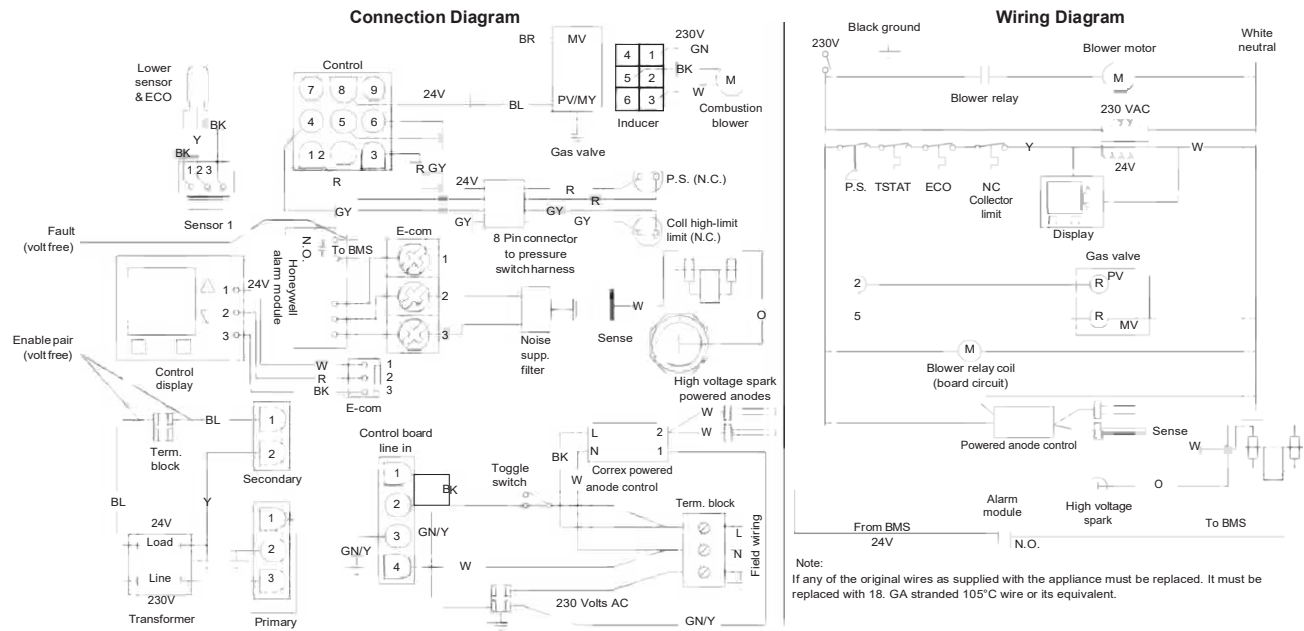 Connection Diagram
Wiring Diagram
Lower
sensor
& ECO
BK
Y
BK
1 2 3
Sensor 1
Control
7 8 9
4 5 6
1 2 3
24V
BL
BR
MV
PV/MY
Gas valve
4 1
5 2
6 3
Inducer
230V
GN
BK
W
M
Combustion
blower
R
R GY
24V
GY
GY
R
R
GY
GY
P.S. (N.C.)
Coll high-limit
limit (N.C.)
8 Pin connector
to pressure
switch harness
Fault
(volt free)
N.O.
To BMS
Honeywell
alarm module
E-com
1
2
3
24V
1
2
3
Control
display
Enable pair
(volt free)
W
R
BK
1
2
3
E-com
Noise
supp.
filter
Sense
W
O
High voltage spark
powered anodes
W
W
BL
Term.
block
1
2
Secondary
BL
Y
24V
Load
Line
230V
Transformer
1
2
3
Primary
Control board
line in
1
2
3
4
BK
GN/Y
GN/Y
W
Toggle
switch
BK
W
L 2
N 1
Correx powered
anode control
Term. block
L
N
Field wiring
230 Volts AC
GN/Y
230V
Black ground
Blower relay
Blower motor
M
White
neutral
230 VAC
24V
Y
W
P.S.
TSTAT
ECO
NC
Collector
limit
Display
Gas valve
2
R
PV
5
R
MV
M
Blower relay coil
(board circuit)
Powered anode control
Sense
W
O
High voltage
spark
Alarm
module
From BMS
24V
N.O.
To BMS
Note:
If any of the original wires as supplied with the appliance must be replaced. It must be
replaced with 18. GA stranded 105°C wire or its equivalent.